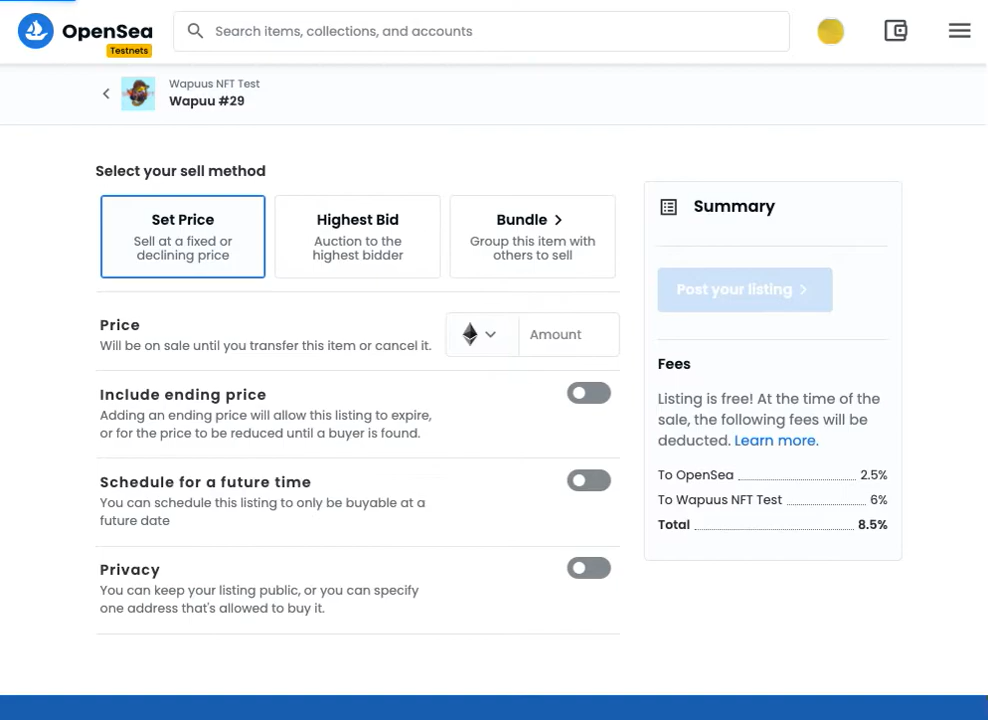 OpenSea
Testnets
Search items, collections, and accounts
Wapuus NFT Test
Wapuu #29
Select your sell method
Set Price
Sell at a fixed or
declining price
Highest Bid
Auction to the
highest bidder
Bundle
Group this item with
others to sell
Price
Will be on sale until you transfer this item or cancel it.
Amount
Include ending price
Adding an ending price will allow this listing to expire,
or for the price to be reduced until a buyer is found.
Schedule for a future time
You can schedule this listing to only be buyable at a
future date
Privacy
You can keep your listing public, or you can specify
one address that's allowed to buy it.
Summary
Post your listing
Fees
Listing is free! At the time of the
sale, the following fees will be
deducted. Learn more.
To OpenSea 2.5%
To Wapuus NFT Test 6%
Total 8.5%